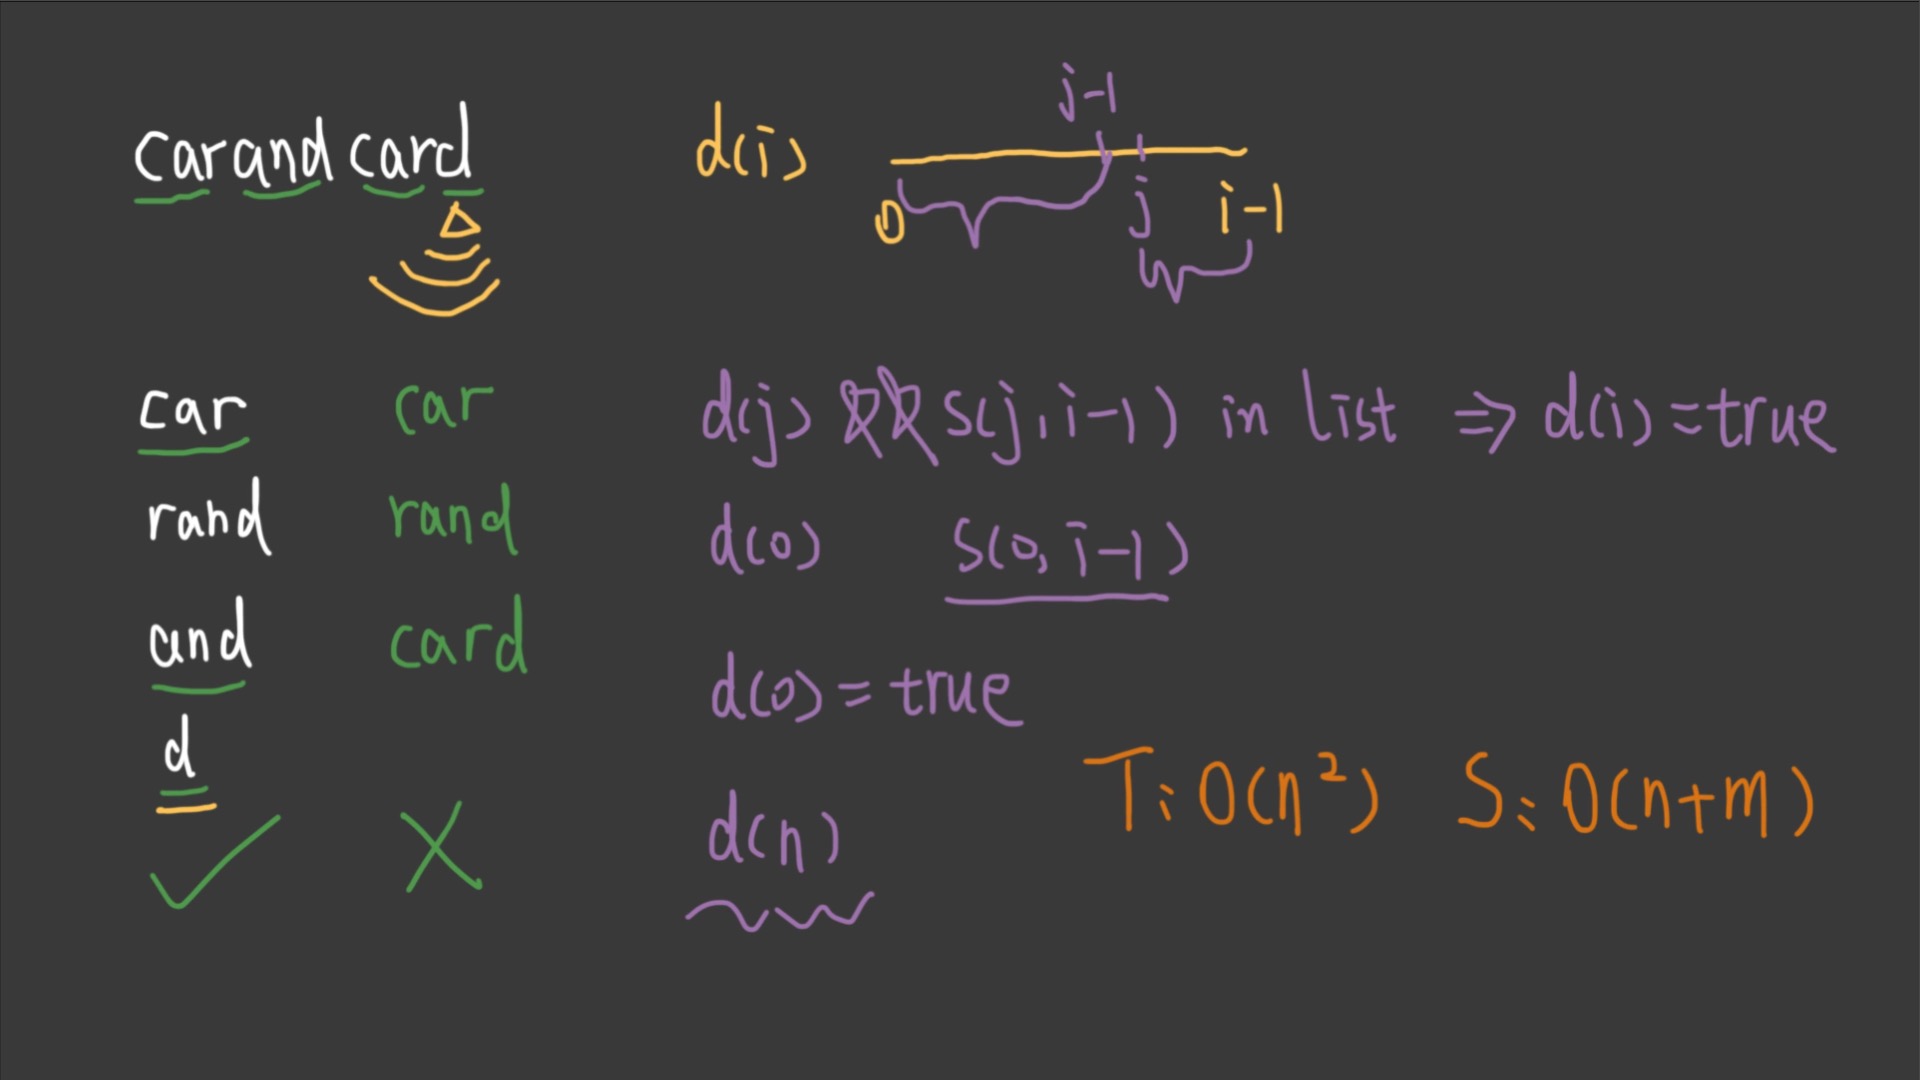 carandcard
car car
rand rand
and card
d
d(i)
j-1
0 j i-1
d(j) && s(j, i-1) in list ⇒ d(i)=true
d(0) s(0, i-1)
d(0)=true
d(n)
T: O(n²) S: O(n+m)